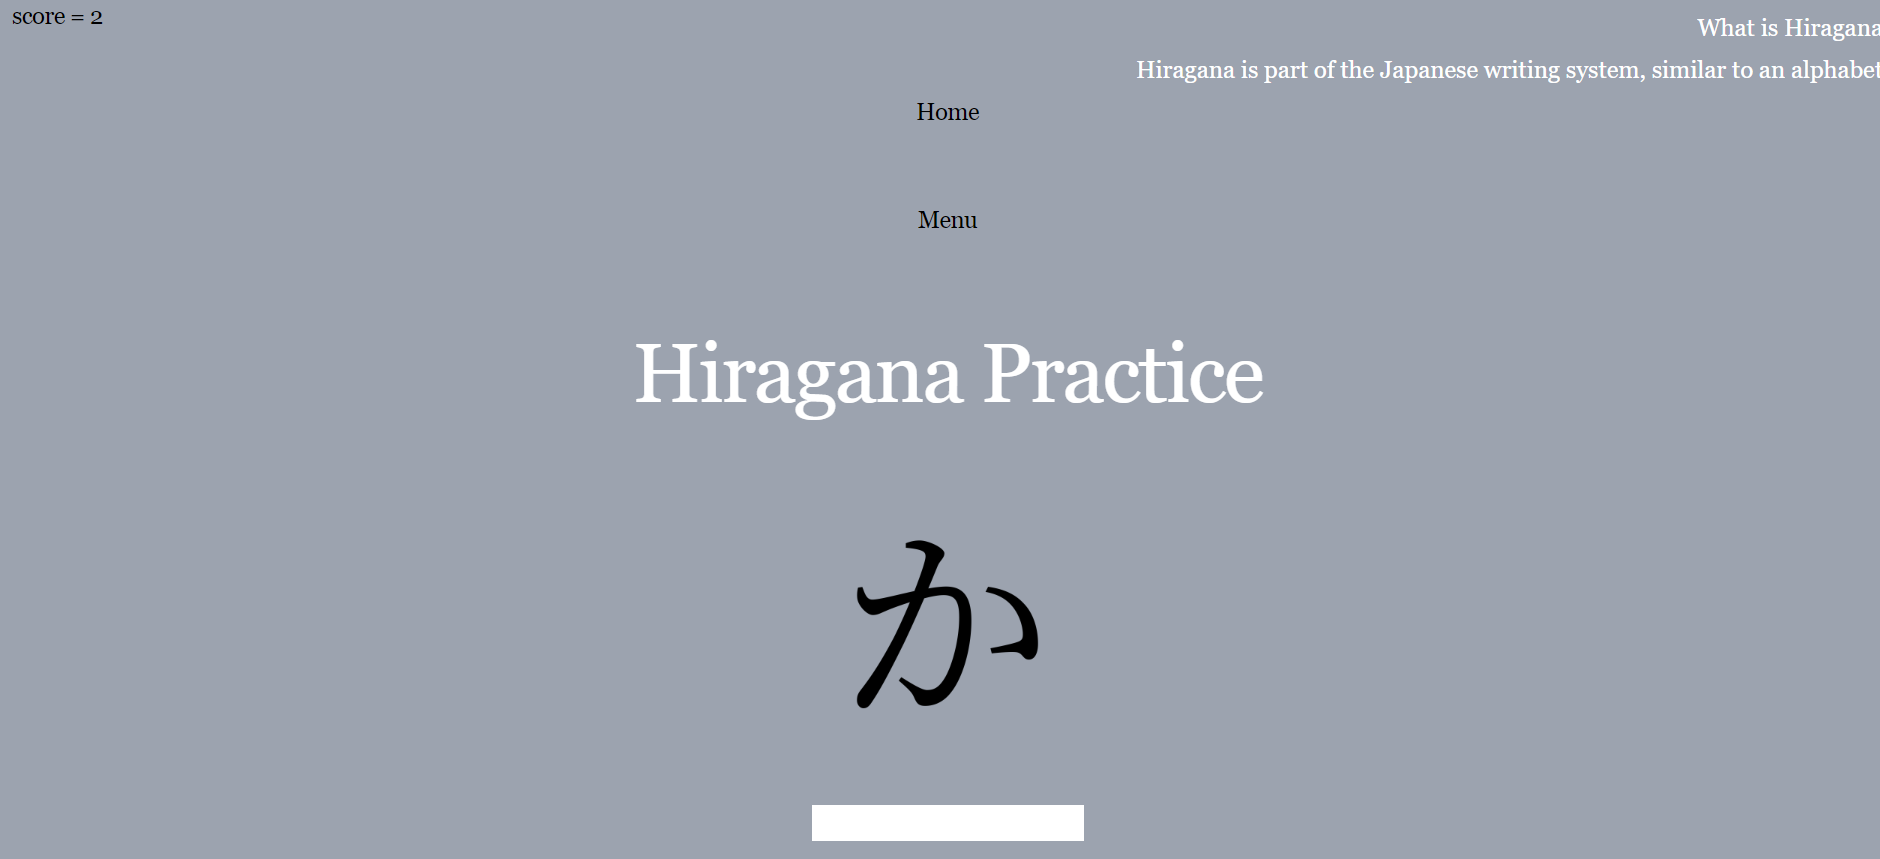 score = 2
What is Hiragana
Hiragana is part of the Japanese writing system, similar to an alphabet
Home
Menu
Hiragana Practice
か